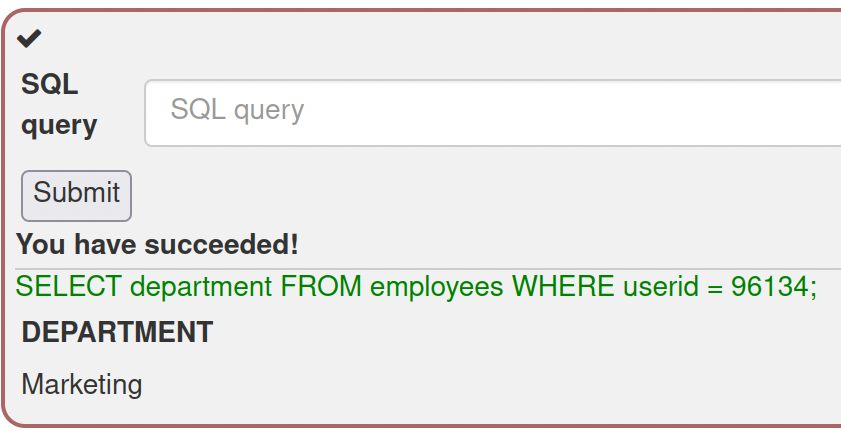 SQL
query
SQL query
Submit
You have succeeded!
SELECT department FROM employees WHERE userid = 96134;
DEPARTMENT
Marketing